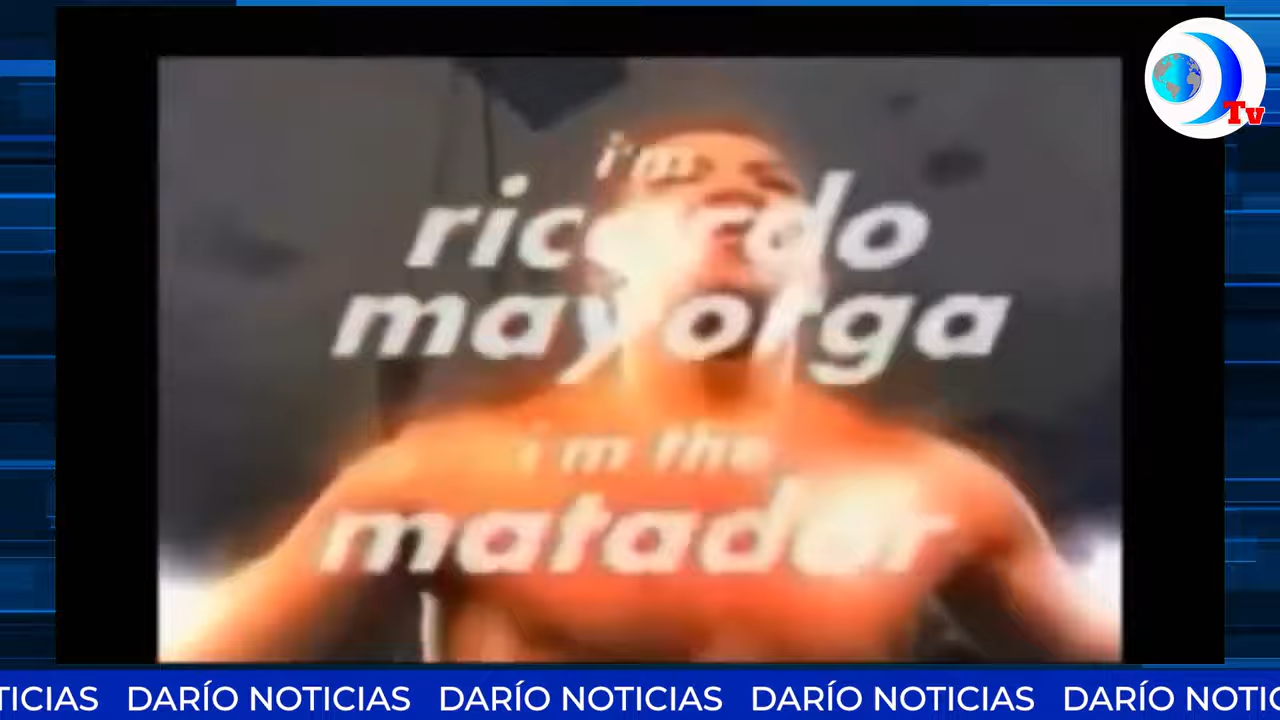 Tv
i'm
ricardo
mayorga
i'm the
matador
TICIAS DARÍO NOTICIAS DARÍO NOTICIAS DARÍO NOTICIAS DARÍO NOTIC